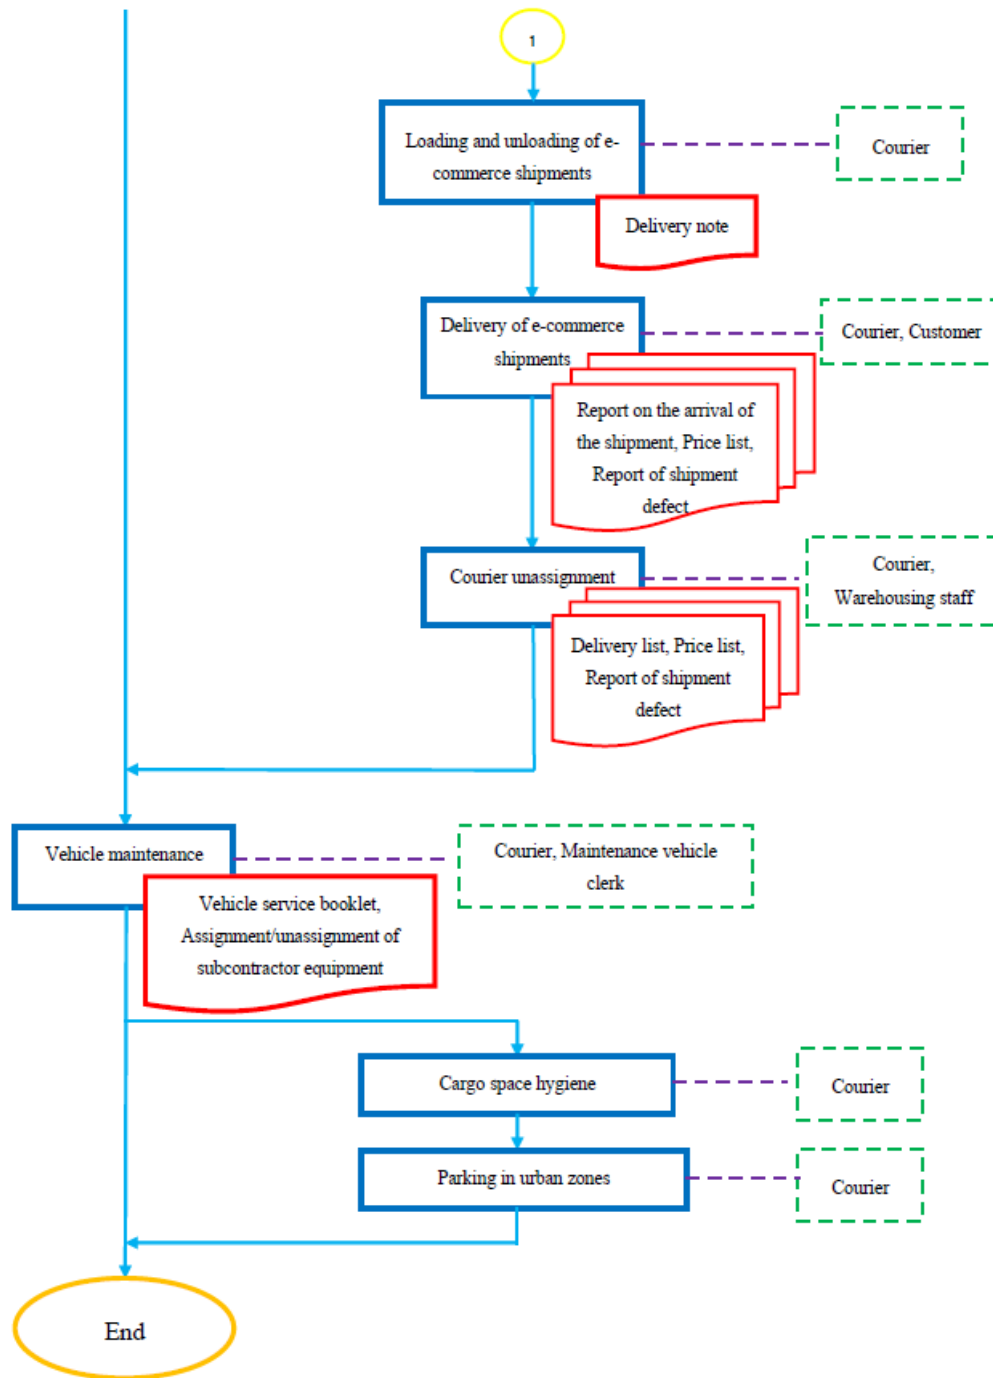 1
Loading and unloading of e-
commerce shipments
Courier
Delivery note
Delivery of e-commerce
shipments
Courier, Customer
Report on the arrival of
the shipment, Price list,
Report of shipment
defect
Courier unassignment
Courier,
Warehousing staff
Delivery list, Price list,
Report of shipment
defect
Vehicle maintenance
Courier, Maintenance vehicle
clerk
Vehicle service booklet,
Assignment/unassignment of
subcontractor equipment
Cargo space hygiene
Courier
Parking in urban zones
Courier
End